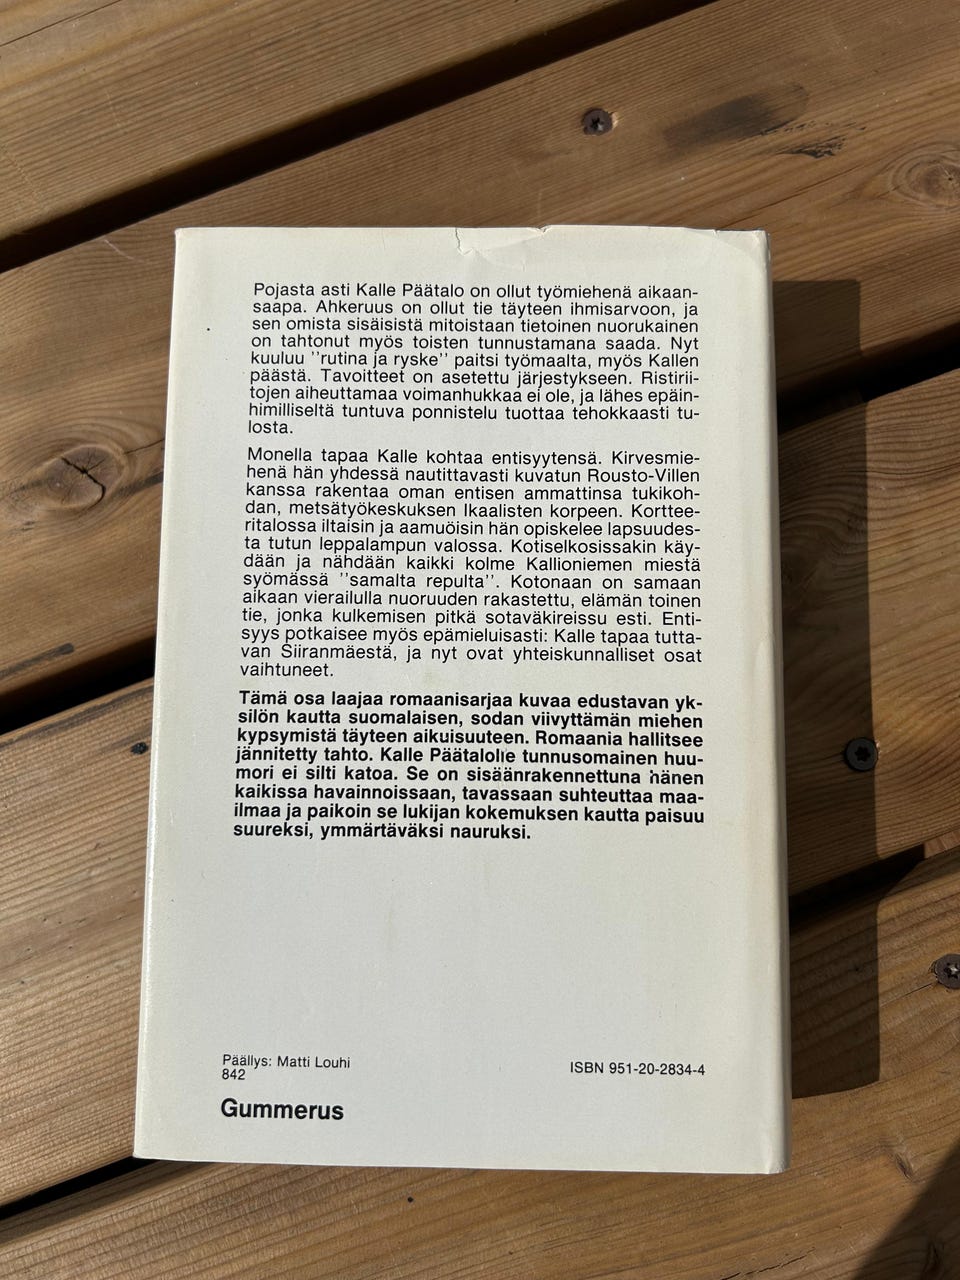 Pojasta asti Kalle Päätalo on ollut työmiehenä aikaan-
saapa. Ahkeruus on ollut tie täyteen ihmisarvoon, ja
sen omista sisäisistä mitoistaan tietoinen nuorukainen
on tahtonut myös toisten tunnustamana saada. Nyt
kuuluu ''rutina ja ryske'' paitsi työmaalta, myös Kallen
päästä. Tavoitteet on asetettu järjestykseen. Ristirii-
tojen aiheuttamaa voimanhukkaa ei ole, ja lähes epäin-
himilliseltä tuntuva ponnistelu tuottaa tehokkaasti tu-
losta.
Monella tapaa Kalle kohtaa entisyytensä. Kirvesmie-
henä hän yhdessä nautittavasti kuvatun Rousto-Villen
kanssa rakentaa oman entisen ammattinsa tukikoh-
dan, metsätyökeskuksen Ikaalisten korpeen. Korttee-
ritalossa iltaisin ja aamuöisin hän opiskelee lapsuudes-
ta tutun leppalampun valossa. Kotiselkosissakin käy-
dään ja nähdään kaikki kolme Kallioniemen miestä
syömässä ''samalta repulta''. Kotonaan on samaan
aikaan vierailulla nuoruuden rakastettu, elämän toinen
tie, jonka kulkemisen pitkä sotaväkireissu esti. Enti-
syys potkaisee myös epämieluisasti: Kalle tapaa tutta-
van Siiranmäestä, ja nyt ovat yhteiskunnalliset osat
vaihtuneet.
Tämä osa laajaa romaanisarjaa kuvaa edustavan yk-
silön kautta suomalaisen, sodan viivyttämän miehen
kypsymistä täyteen aikuisuuteen. Romaania hallitsee
jännitetty tahto. Kalle Päätalolle tunnusomainen huu-
mori ei silti katoa. Se on sisäänrakennettuna hänen
kaikissa havainnoissaan, tavassaan suhteuttaa maa-
ilmaa ja paikoin se lukijan kokemuksen kautta paisuu
suureksi, ymmärtäväksi nauruksi.
Päällys: Matti Louhi
842
ISBN 951-20-2834-4
Gummerus